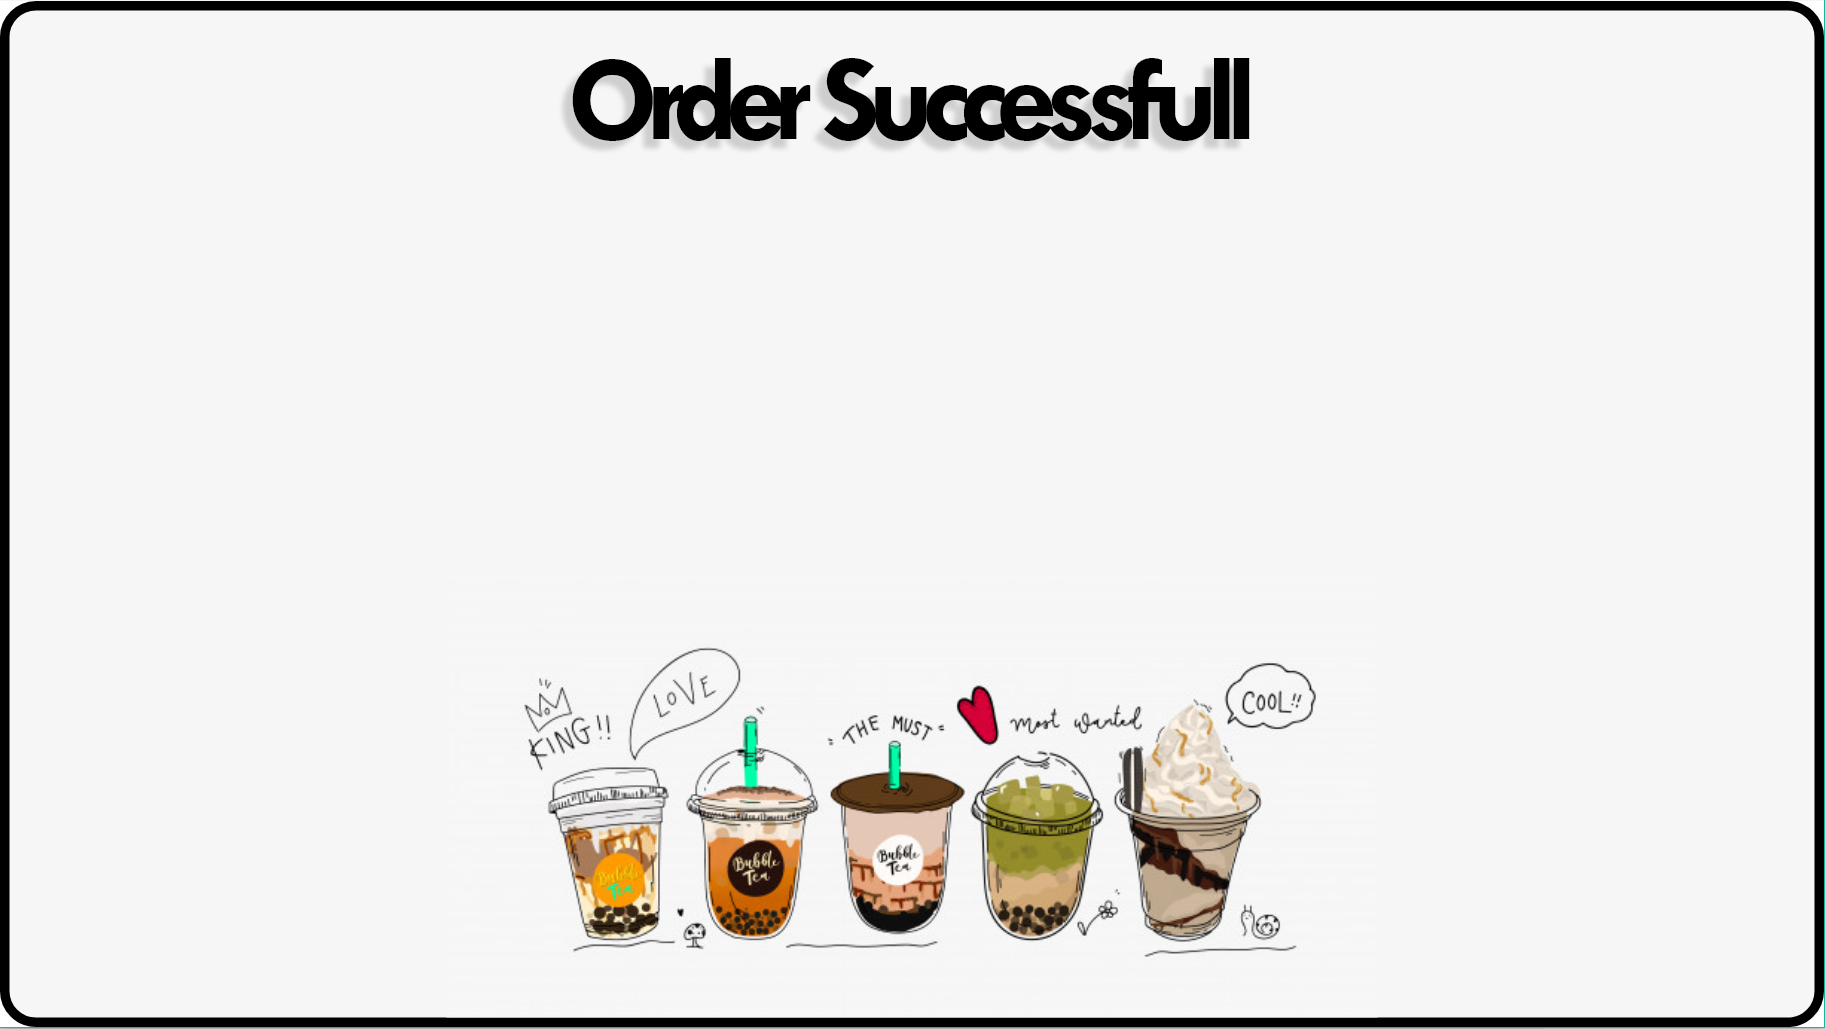 Order Successfull
KING!!
LOVE
THE MUST
most wanted
COOL!!
Bubble
Tea
Bubble
Tea
Bubble
Tea